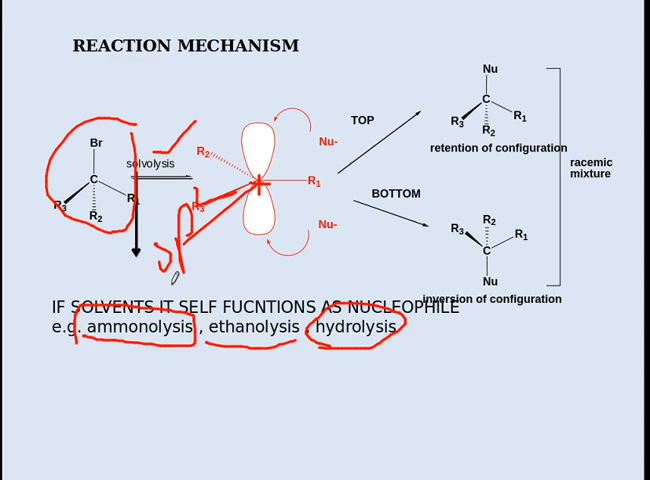 REACTION MECHANISM
Br
C
R3
R2
R1
solvolysis
R2
R3
R1
Nu-
Nu-
TOP
BOTTOM
Nu
C
R3
R2
R1
retention of configuration
racemic
mixture
R2
R3
R1
C
Nu
inversion of configuration
IF SOLVENTS IT SELF FUCNTIONS AS NUCLEOPHILE
e.g. ammonolysis , ethanolysis , hydrolysis